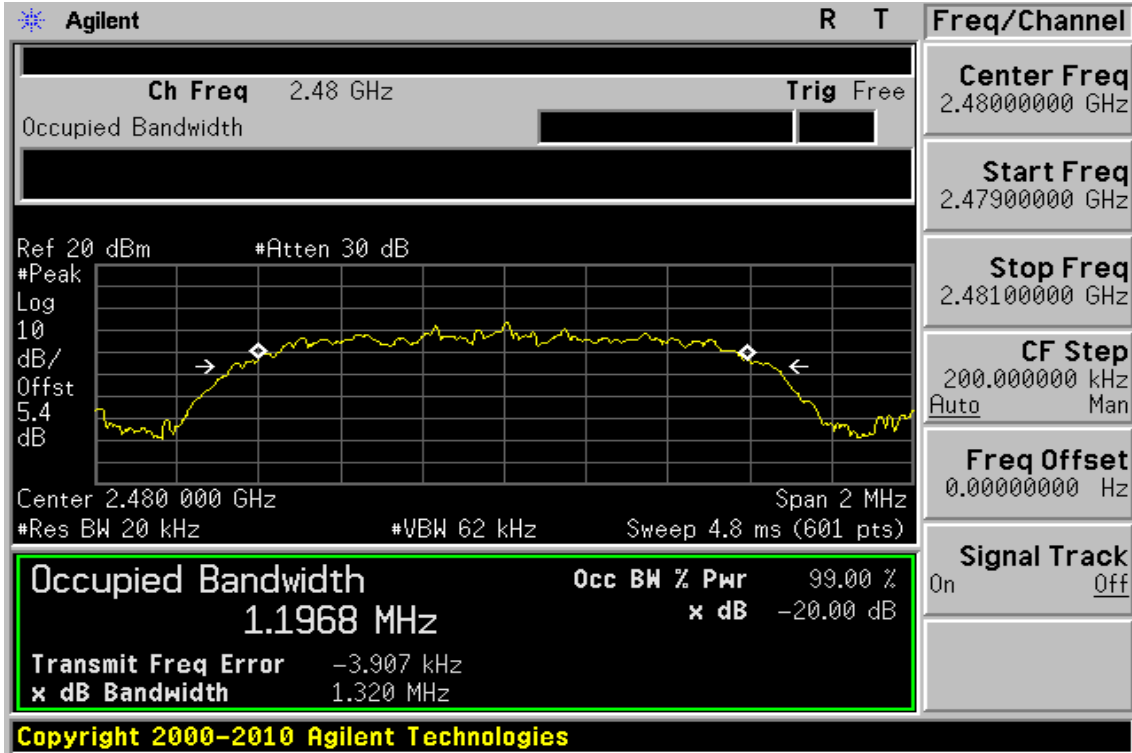 Agilent R T
Freq/Channel
Ch Freq 2.48 GHz Trig Free
Occupied Bandwidth
Center Freq
2.48000000 GHz
Start Freq
2.47900000 GHz
Stop Freq
2.48100000 GHz
CF Step
200.000000 kHz
Auto Man
Freq Offset
0.00000000 Hz
Signal Track
On Off
Ref 20 dBm #Atten 30 dB
#Peak
Log
10
dB/
Offst
5.4
dB
Center 2.480 000 GHz Span 2 MHz
#Res BW 20 kHz #VBW 62 kHz Sweep 4.8 ms (601 pts)
Occupied Bandwidth Occ BW % Pwr 99.00 %
1.1968 MHz x dB -20.00 dB
Transmit Freq Error -3.907 kHz
x dB Bandwidth 1.320 MHz
Copyright 2000-2010 Agilent Technologies